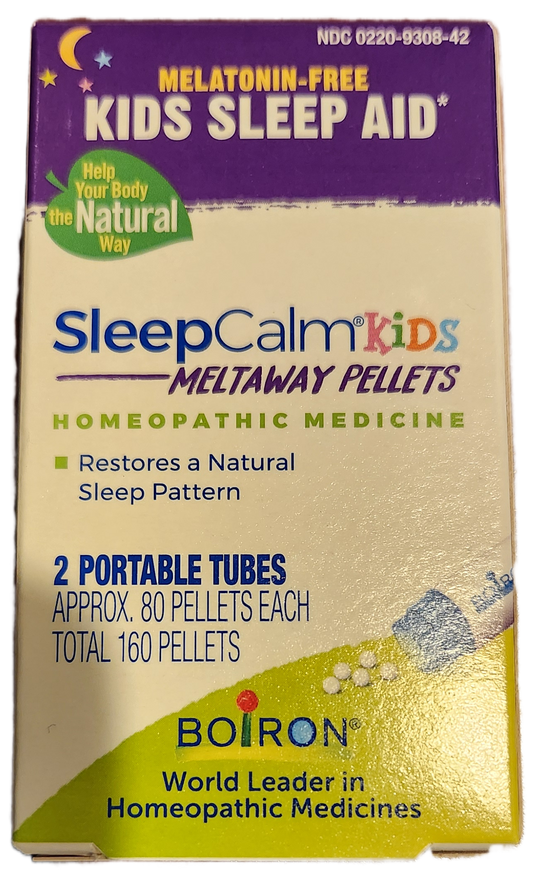 NDC 0220-9308-42
MELATONIN-FREE
KIDS SLEEP AID*
Help
Your Body
the Natural
Way
SleepCalm® KiDS
MELTAWAY PELLETS
HOMEOPATHIC MEDICINE
Restores a Natural
Sleep Pattern
2 PORTABLE TUBES
APPROX. 80 PELLETS EACH
TOTAL 160 PELLETS
BOIRON®
World Leader in
Homeopathic Medicines